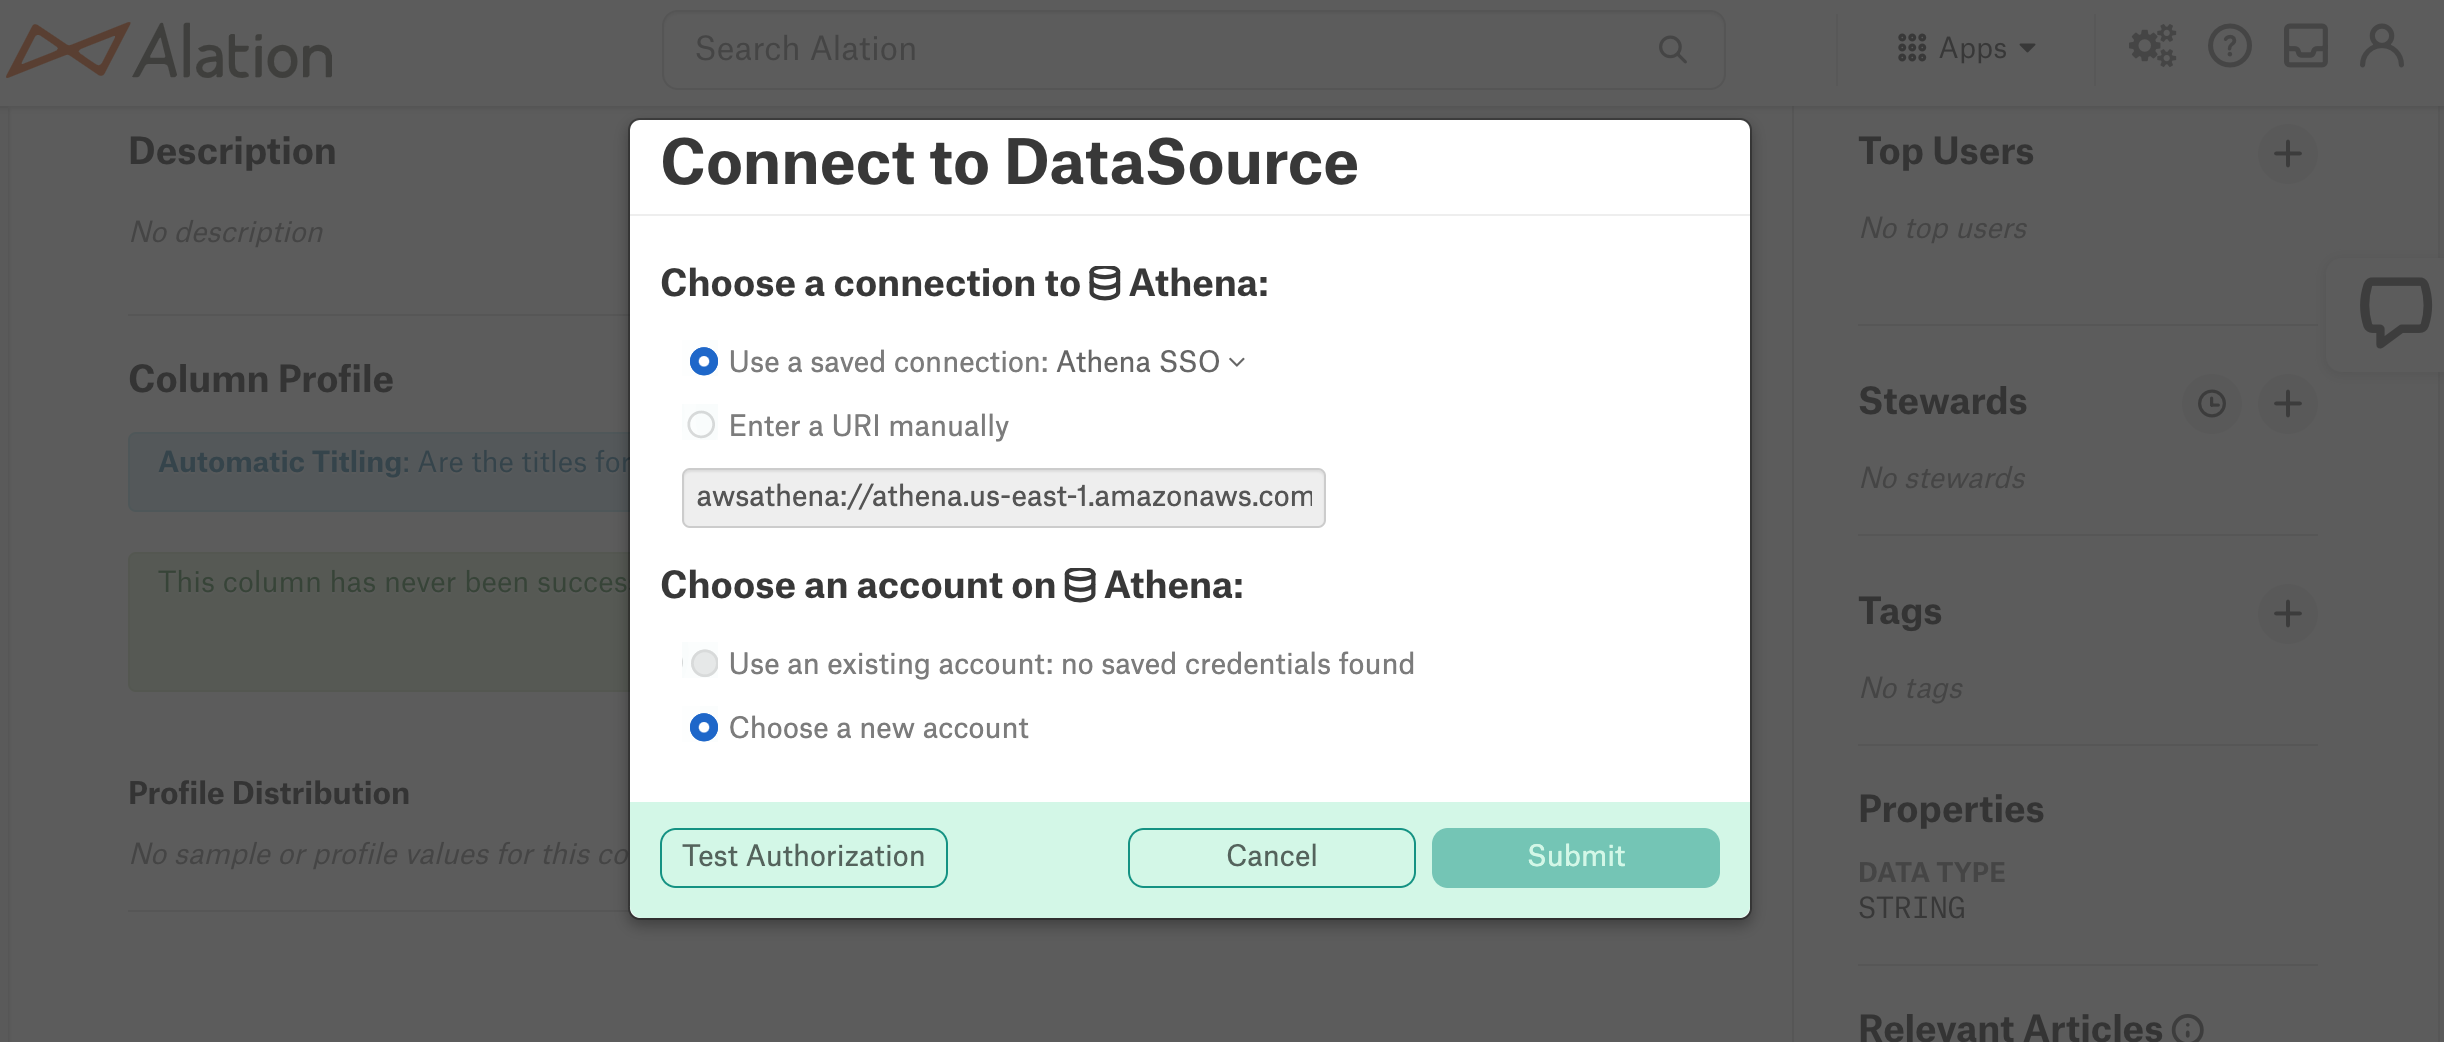 Alation
Search Alation
Apps
Description
No description
Column Profile
Automatic Titling: Are the titles for
This column has never been succes
Profile Distribution
No sample or profile values for this co
Connect to DataSource
Choose a connection to Athena:
Use a saved connection: Athena SSO
Enter a URI manually
awsathena://athena.us-east-1.amazonaws.com
Choose an account on Athena:
Use an existing account: no saved credentials found
Choose a new account
Test Authorization
Cancel
Submit
Top Users
No top users
Stewards
No stewards
Tags
No tags
Properties
DATA TYPE
STRING
Relevant Articles